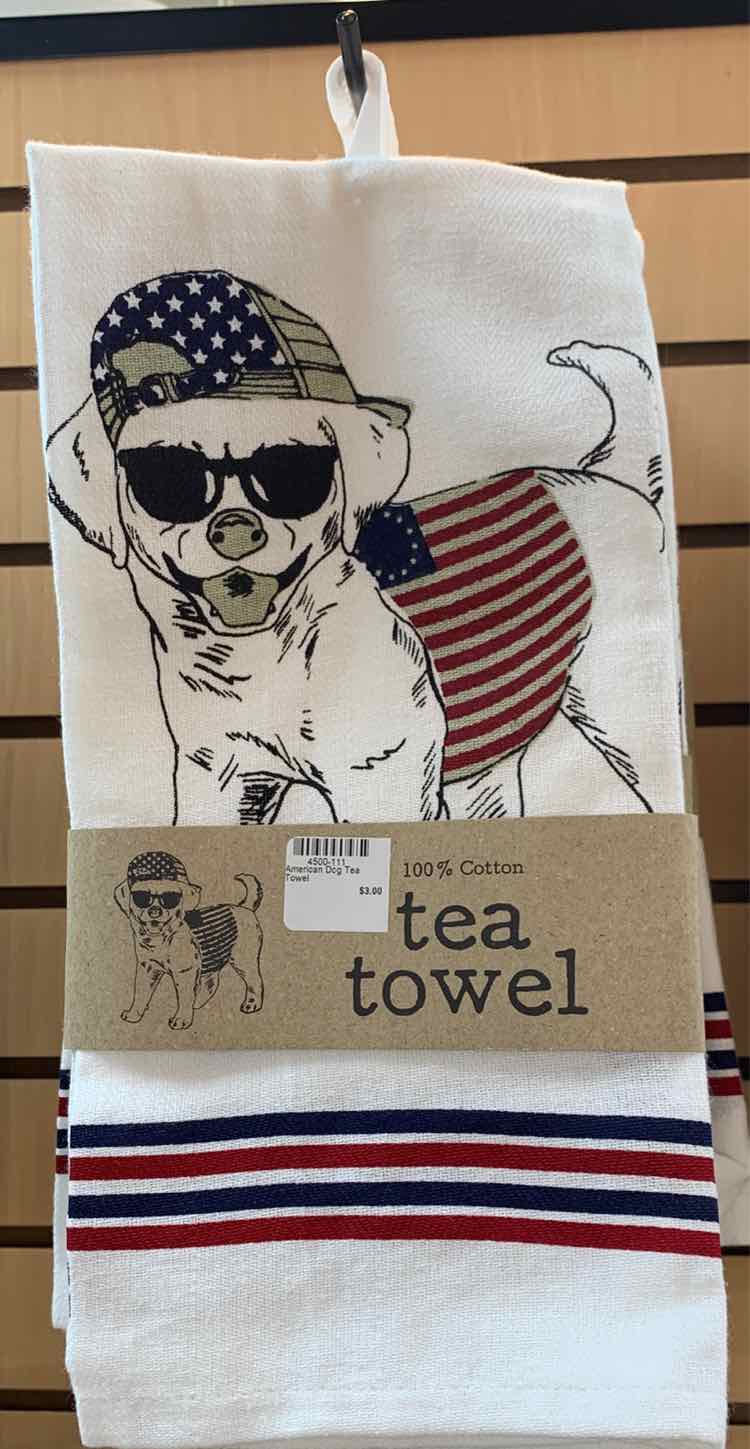 4500-111
American Dog Tea
Towel
$3.00
100% Cotton
tea
towel